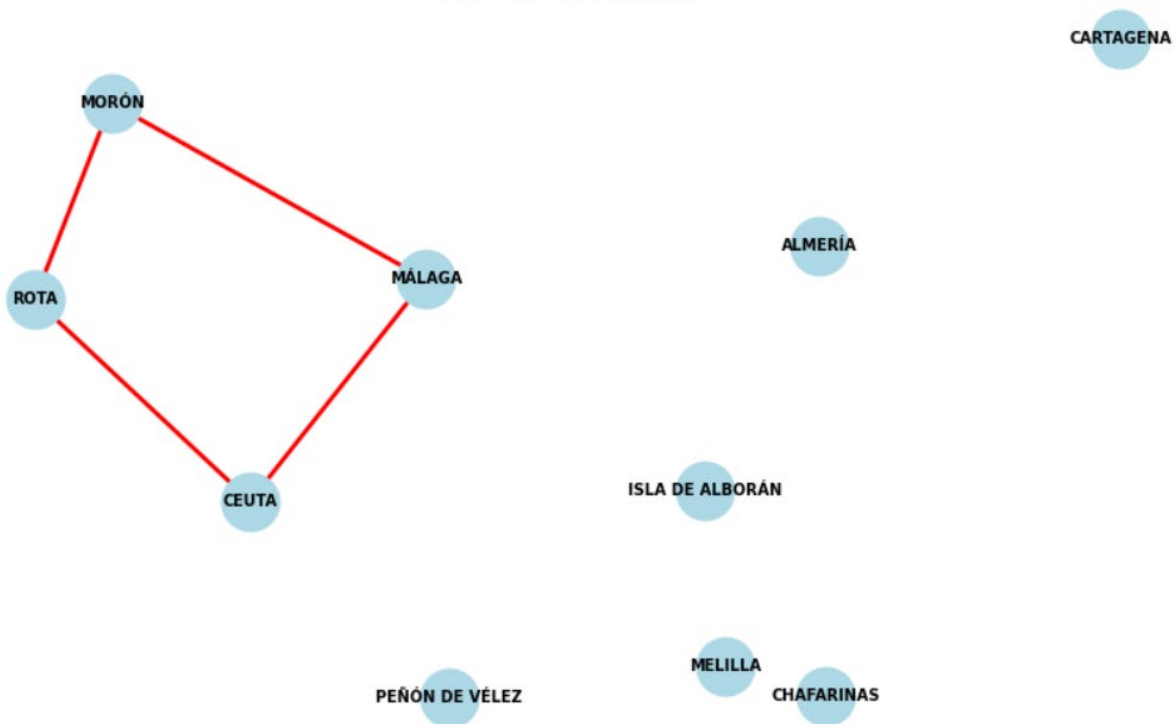 CARTAGENA
MORÓN
ALMERÍA
MÁLAGA
ROTA
ISLA DE ALBORÁN
CEUTA
MELILLA
PEÑÓN DE VÉLEZ
CHAFARINAS